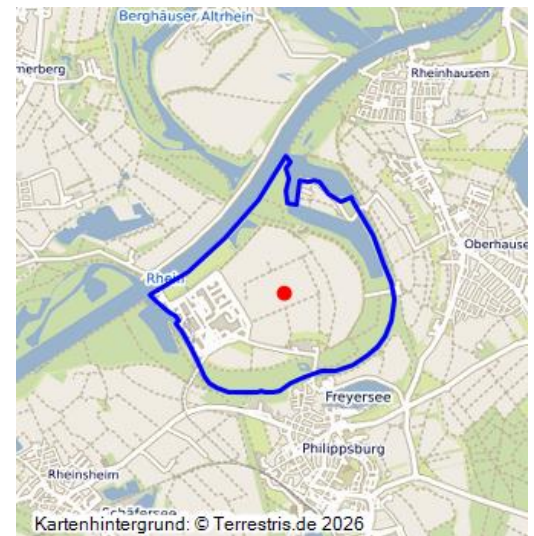 Berghäuser Altrhein
merberg
Rheinhausen
Oberhause
Rhein
Freyersee
Philippsburg
Rheinsheim
Schäfersee
Kartenhintergrund: © Terrestris.de 2026